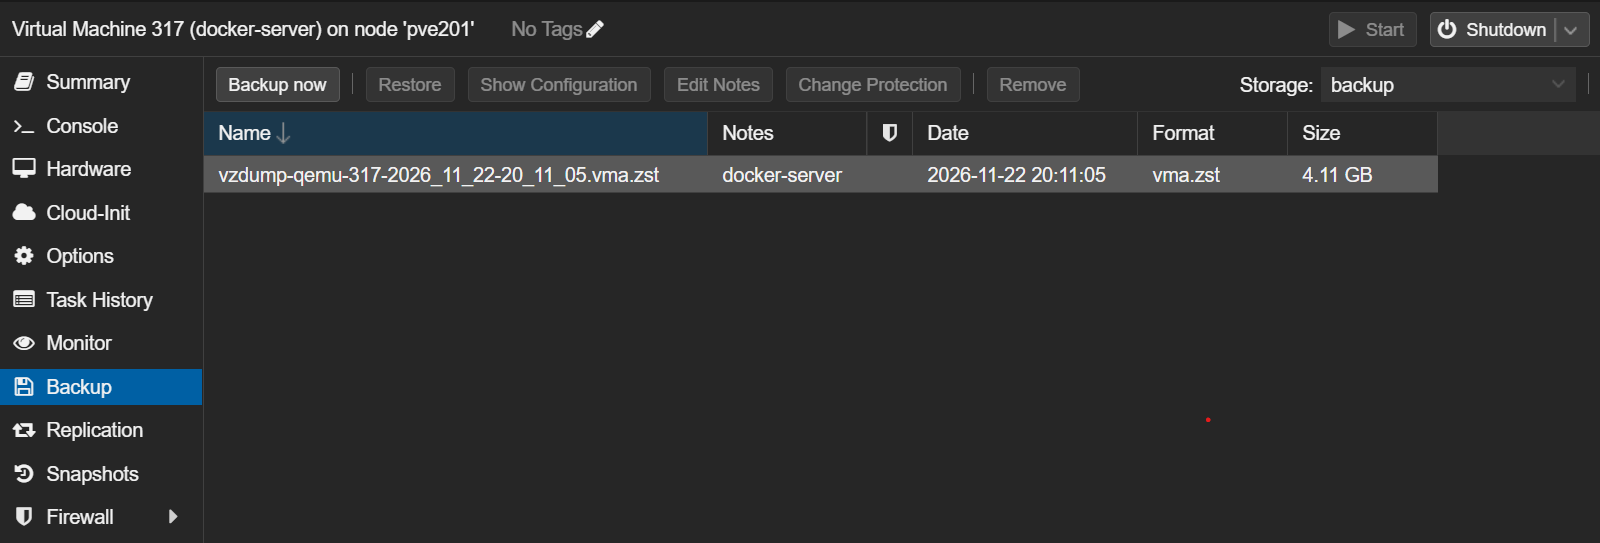 Virtual Machine 317 (docker-server) on node 'pve201' No Tags Start Shutdown
Summary
Console
Hardware
Cloud-Init
Options
Task History
Monitor
Backup
Replication
Snapshots
Firewall
Backup now Restore Show Configuration Edit Notes Change Protection Remove Storage: backup
Name Notes Date Format Size
vzdump-qemu-317-2026_11_22-20_11_05.vma.zst docker-server 2026-11-22 20:11:05 vma.zst 4.11 GB